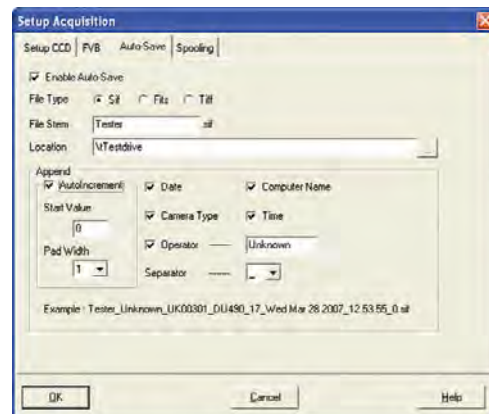 Setup Acquisition
Setup CCD FVB Auto Save Spooling
Enable Auto Save
File Type Sif Fits Tiff
File Stem Tester .sif
Location \\tTestdrive ...
Append
AutoIncrement Date Computer Name
Start Value Camera Type Time
0
Pad Width Operator Unknown
1 Separator _
Example : Tester_Unknown_UK00301_DU490_17_Wed Mar 28 2007_12.53.55_0.sif
OK Cancel Help